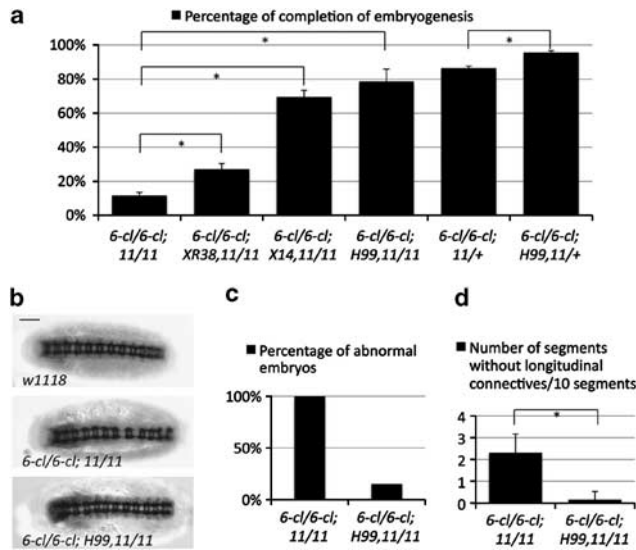 a
Percentage of completion of embryogenesis
*
*
*
*
100%
80%
60%
40%
20%
0%
6-cl/6-cl; 6-cl/6-cl; 6-cl/6-cl; 6-cl/6-cl; 6-cl/6-cl; 6-cl/6-cl;
11/11 XR38,11/11 X14,11/11 H99,11/11 11/+ H99,11/+
b
w1118
6-cl/6-cl; 11/11
6-cl/6-cl; H99,11/11
c
Percentage of abnormal
embryos
100%
50%
0%
6-cl/6-cl; 6-cl/6-cl;
11/11 H99,11/11
d
Number of segments
without longitudinal
connectives/10 segments
*
4
3
2
1
0
6-cl/6-cl; 6-cl/6-cl;
11/11 H99,11/11